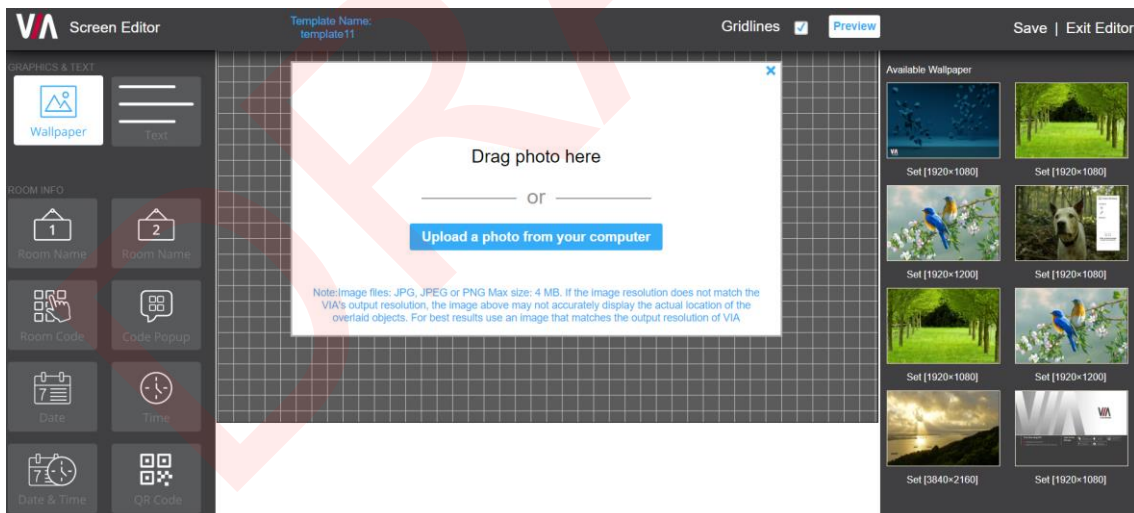 VIA Screen Editor
Template Name:
template11
Gridlines
Preview
Save | Exit Editor
GRAPHICS & TEXT
Wallpaper
Text
ROOM INFO
1
Room Name
2
Room Name
Room Code
Code Popup
7
Date
Time
7
Date & Time
QR Code
Drag photo here
or
Upload a photo from your computer
Note:Image files: JPG, JPEG or PNG Max size: 4 MB. If the image resolution does not match the
VIA's output resolution, the image above may not accurately display the actual location of the
overlaid objects. For best results use an image that matches the output resolution of VIA
Available Wallpaper
VIA
Set [1920×1080]
Set [1920×1080]
Set [1920×1200]
Set [1920×1080]
Set [1920×1080]
Set [1920×1200]
VIA
Set [3840×2160]
Set [1920×1080]